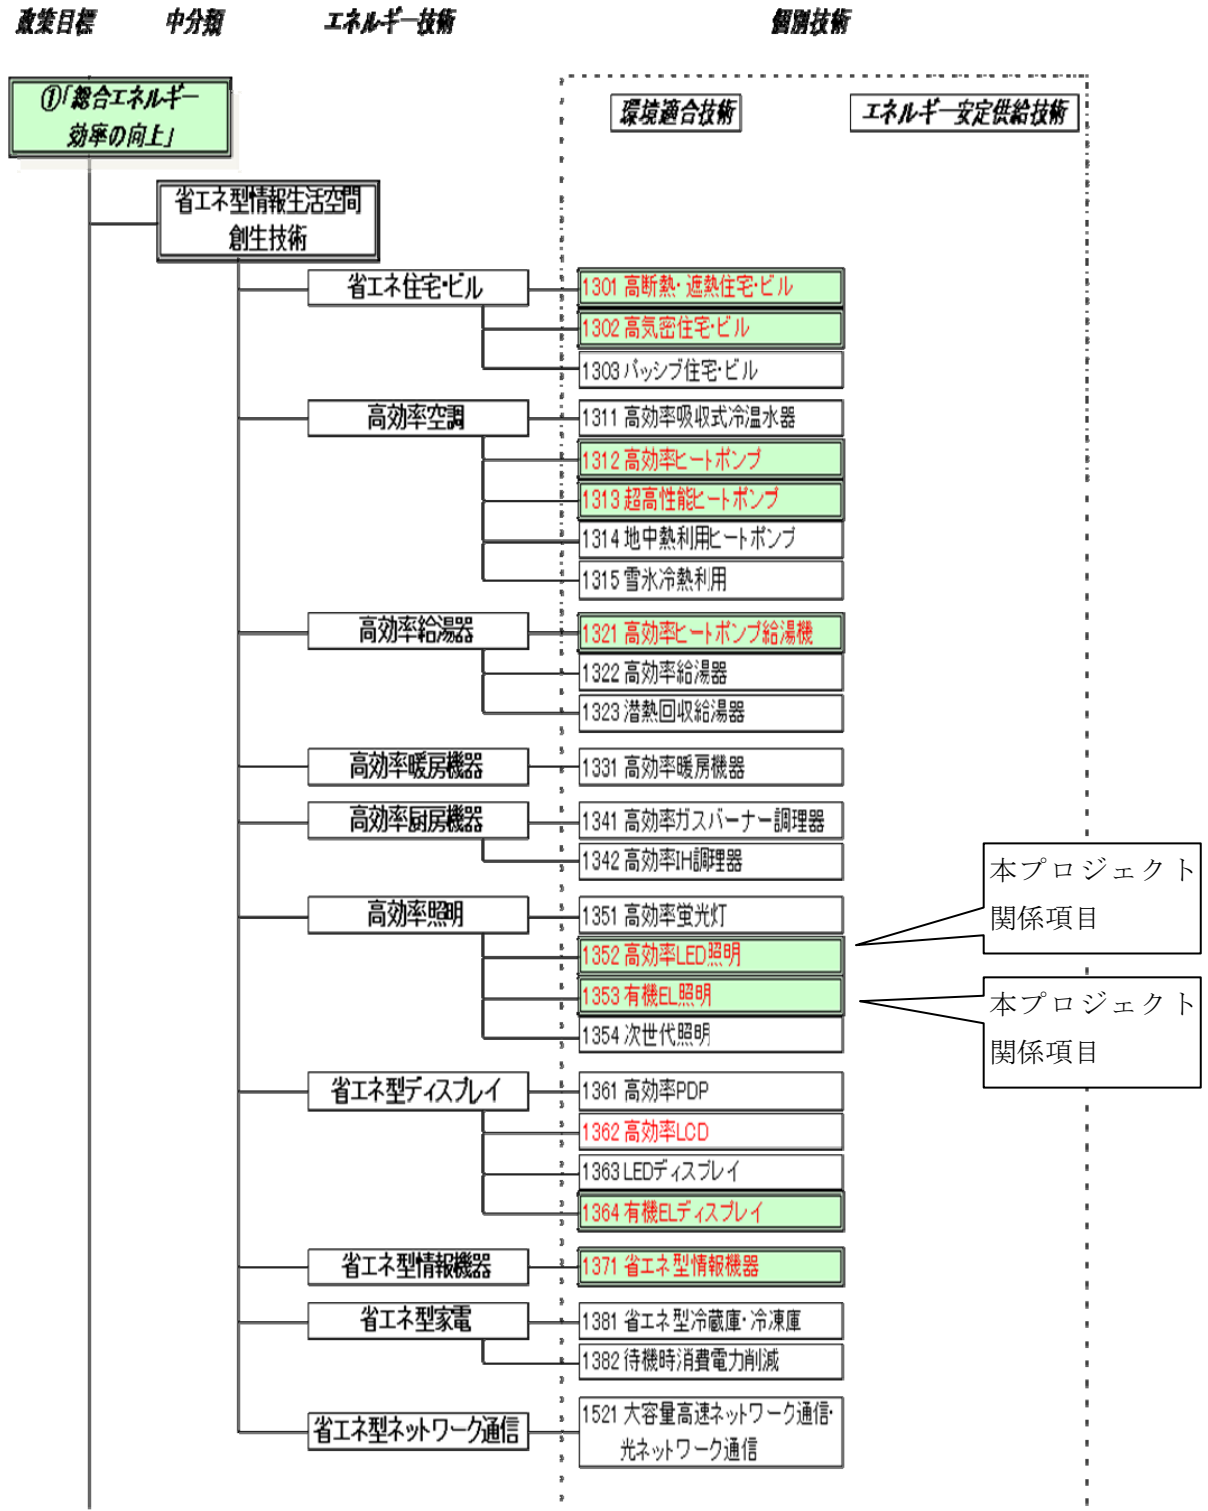 政策目標 中分類 エネルギー技術 個別技術
①「総合エネルギー
効率の向上」
環境適合技術 エネルギー安定供給技術
省エネ型情報生活空間
創生技術
省エネ住宅・ビル
1301 高断熱・遮熱住宅・ビル
1302 高気密住宅・ビル
1303 パッシブ住宅・ビル
高効率空調
1311 高効率吸収式冷温水器
1312 高効率ヒートポンプ
1313 超高性能ヒートポンプ
1314 地中熱利用ヒートポンプ
1315 雪氷冷熱利用
高効率給湯器
1321 高効率ヒートポンプ給湯機
1322 高効率給湯器
1323 潜熱回収給湯器
高効率暖房機器
1331 高効率暖房機器
高効率厨房機器
1341 高効率ガスバーナー調理器
1342 高効率IH調理器
高効率照明
1351 高効率蛍光灯
1352 高効率LED照明
1353 有機EL照明
1354 次世代照明
本プロジェクト
関係項目
本プロジェクト
関係項目
省エネ型ディスプレイ
1361 高効率PDP
1362 高効率LCD
1363 LEDディスプレイ
1364 有機ELディスプレイ
省エネ型情報機器
1371 省エネ型情報機器
省エネ型家電
1381 省エネ型冷蔵庫・冷凍庫
1382 待機時消費電力削減
省エネ型ネットワーク通信
1521 大容量高速ネットワーク通信・
光ネットワーク通信